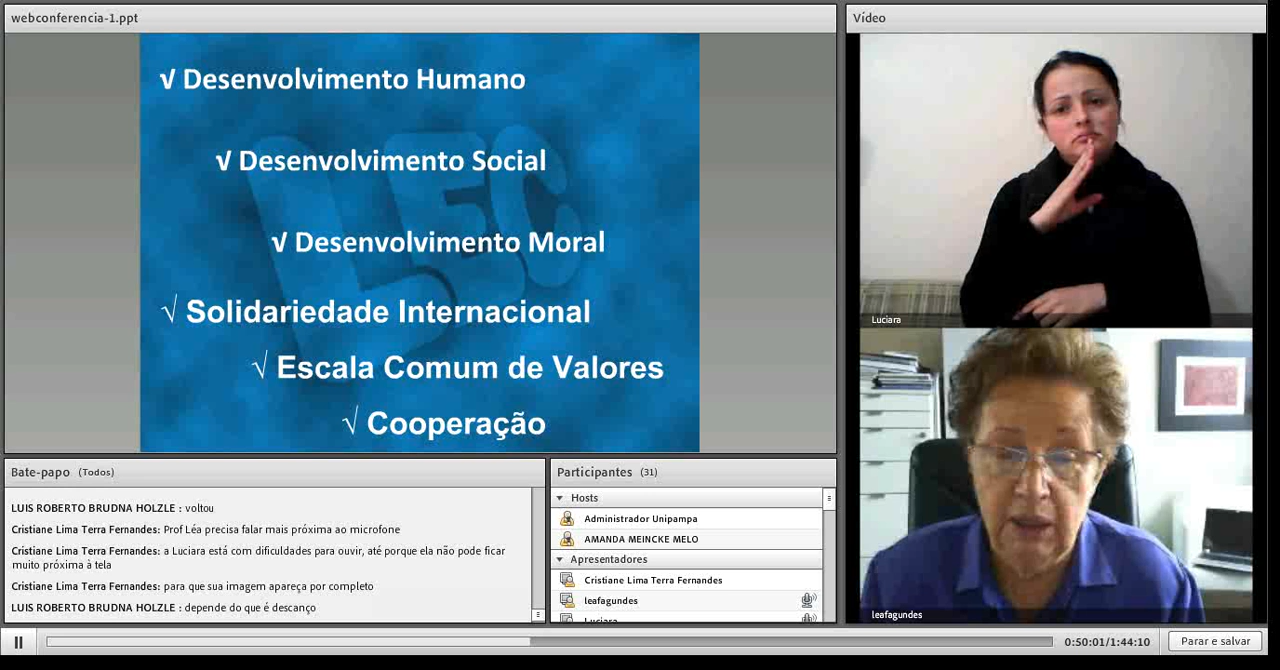 webconferencia-1.ppt
√ Desenvolvimento Humano
√ Desenvolvimento Social
√ Desenvolvimento Moral
√ Solidariedade Internacional
√ Escala Comum de Valores
√ Cooperação
LEC
Vídeo
Luciara
leafagundes
Bate-papo (Todos)
LUIS ROBERTO BRUDNA HOLZLE : voltou
Cristiane Lima Terra Fernandes: Prof Léa precisa falar mais próxima ao microfone
Cristiane Lima Terra Fernandes: a Luciara está com dificuldades para ouvir, até porque ela não pode ficar
muito próxima à tela
Cristiane Lima Terra Fernandes: para que sua imagem apareça por completo
LUIS ROBERTO BRUDNA HOLZLE : depende do que é descanço
Participantes (31)
Hosts
Administrador Unipampa
AMANDA MEINCKE MELO
Apresentadores
Cristiane Lima Terra Fernandes
leafagundes
Luciara
0:50:01/1:44:10
Parar e salvar